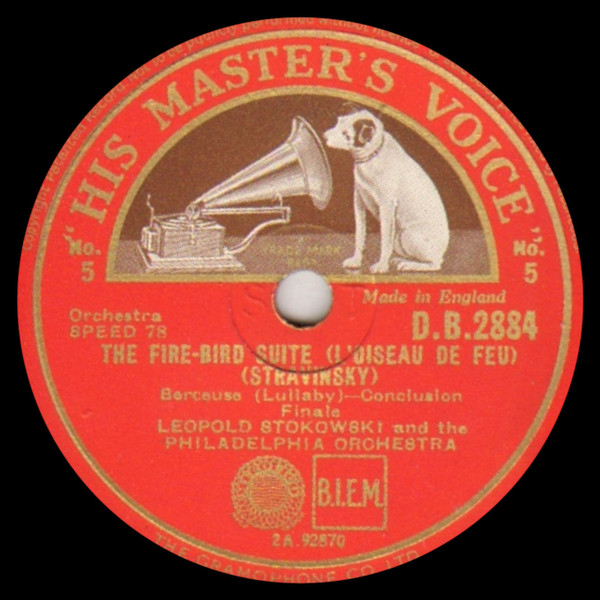 "HIS MASTER'S VOICE"
TRADE MARK
No. 5
No. 5
Made in England
Orchestra
SPEED 78
D.B.2884
THE FIRE-BIRD SUITE (L'OISEAU DE FEU)
(STRAVINSKY)
Berceuse (Lullaby)—Conclusion
Finale
LEOPOLD STOKOWSKI and the
PHILADELPHIA ORCHESTRA
B.I.E.M.
2A.92870
THE GRAMOPHONE CO. LTD.